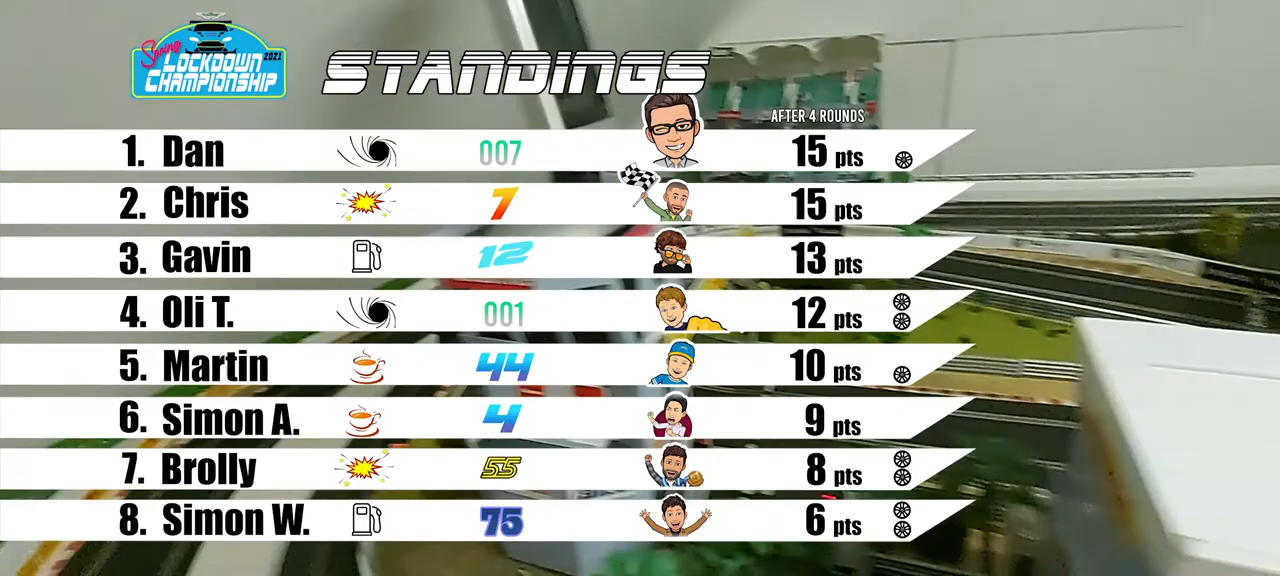 Spring
LOCKDOWN 2021
CHAMPIONSHIP
STANDINGS
AFTER 4 ROUNDS
1. Dan 007 15 pts
2. Chris 7 15 pts
3. Gavin 12 13 pts
4. Oli T. 001 12 pts
5. Martin 44 10 pts
6. Simon A. 4 9 pts
7. Brolly 55 8 pts
8. Simon W. 75 6 pts